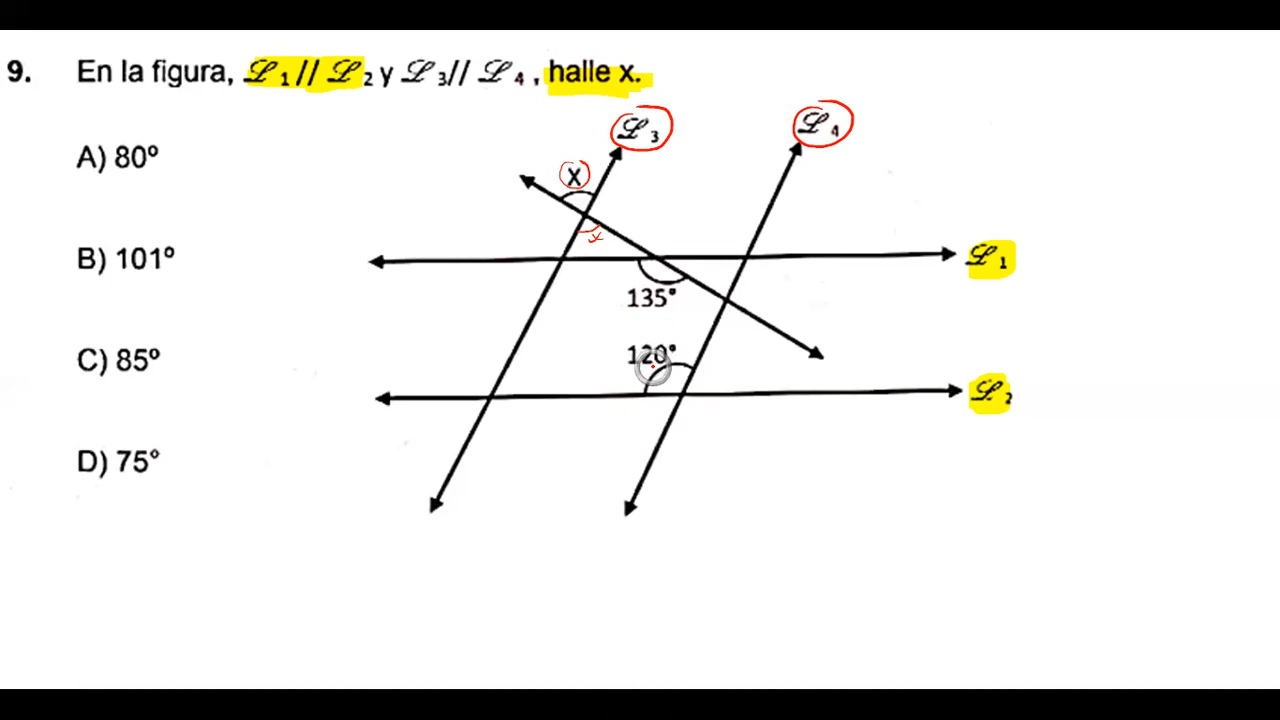 9. En la figura, ℒ1 // ℒ2 y ℒ3// ℒ4 , halle x.
A) 80º
B) 101º
C) 85º
D) 75º
ℒ3
ℒ4
X
x
ℒ1
135°
120°
ℒ2